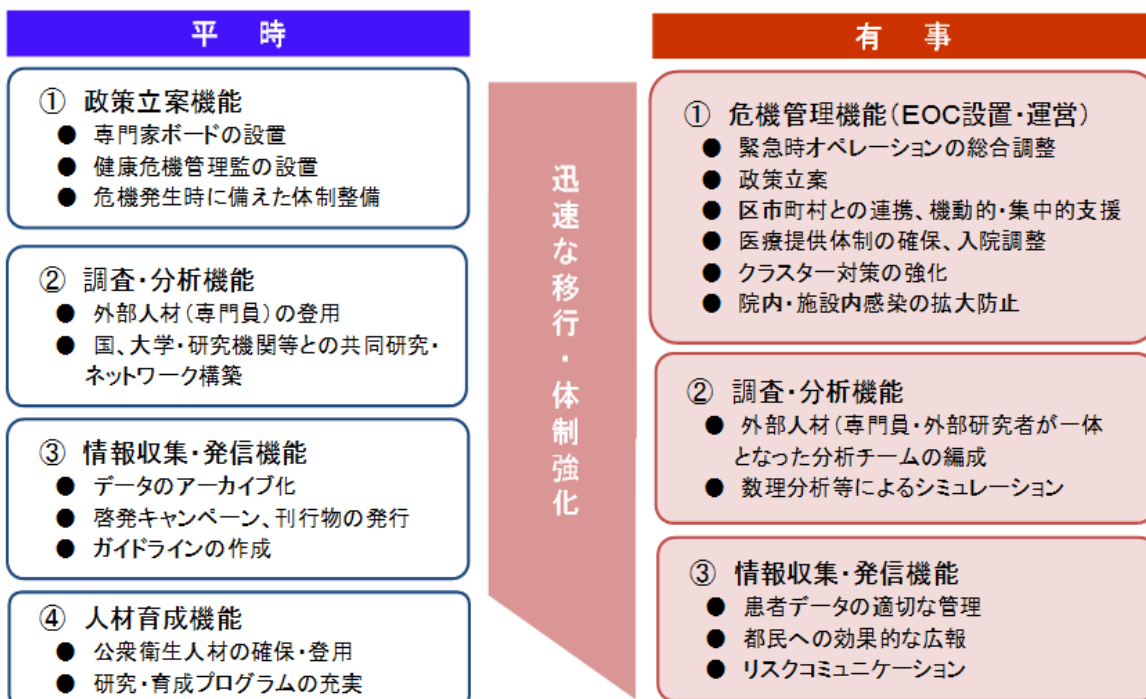 平 時
① 政策立案機能
● 専門家ボードの設置
● 健康危機管理監の設置
● 危機発生時に備えた体制整備
② 調査・分析機能
● 外部人材（専門員）の登用
● 国、大学・研究機関等との共同研究・
ネットワーク構築
③ 情報収集・発信機能
● データのアーカイブ化
● 啓発キャンペーン、刊行物の発行
● ガイドラインの作成
④ 人材育成機能
● 公衆衛生人材の確保・登用
● 研究・育成プログラムの充実
迅速な移行・体制強化
有 事
① 危機管理機能（EOC設置・運営）
● 緊急時オペレーションの総合調整
● 政策立案
● 区市町村との連携、機動的・集中的支援
● 医療提供体制の確保、入院調整
● クラスター対策の強化
● 院内・施設内感染の拡大防止
② 調査・分析機能
● 外部人材（専門員・外部研究者が一体
となった分析チームの編成
● 数理分析等によるシミュレーション
③ 情報収集・発信機能
● 患者データの適切な管理
● 都民への効果的な広報
● リスクコミュニケーション